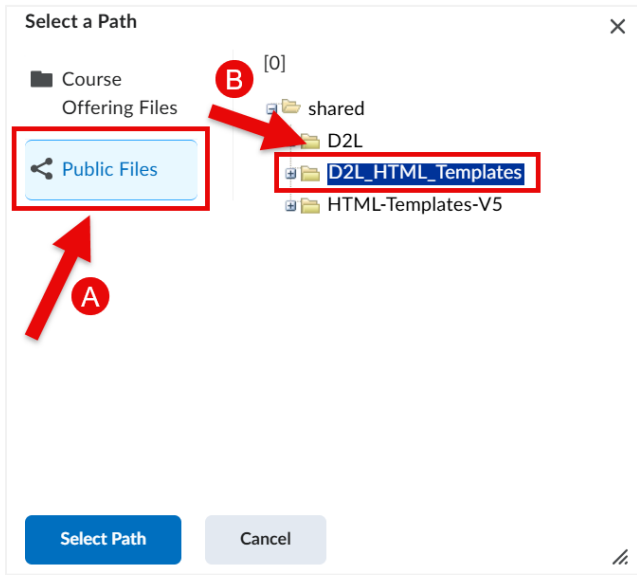 Select a Path
Course
Offering Files
Public Files
A
B
[0]
shared
D2L
D2L_HTML_Templates
HTML-Templates-V5
Select Path
Cancel